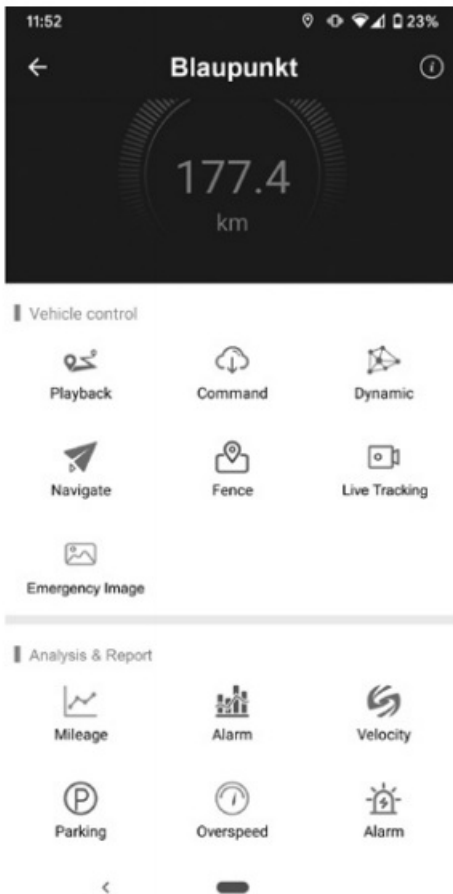 11:52 23%
Blaupunkt
177.4
km
Vehicle control
Playback Command Dynamic
Navigate Fence Live Tracking
Emergency Image
Analysis & Report
Mileage Alarm Velocity
P
Parking Overspeed Alarm